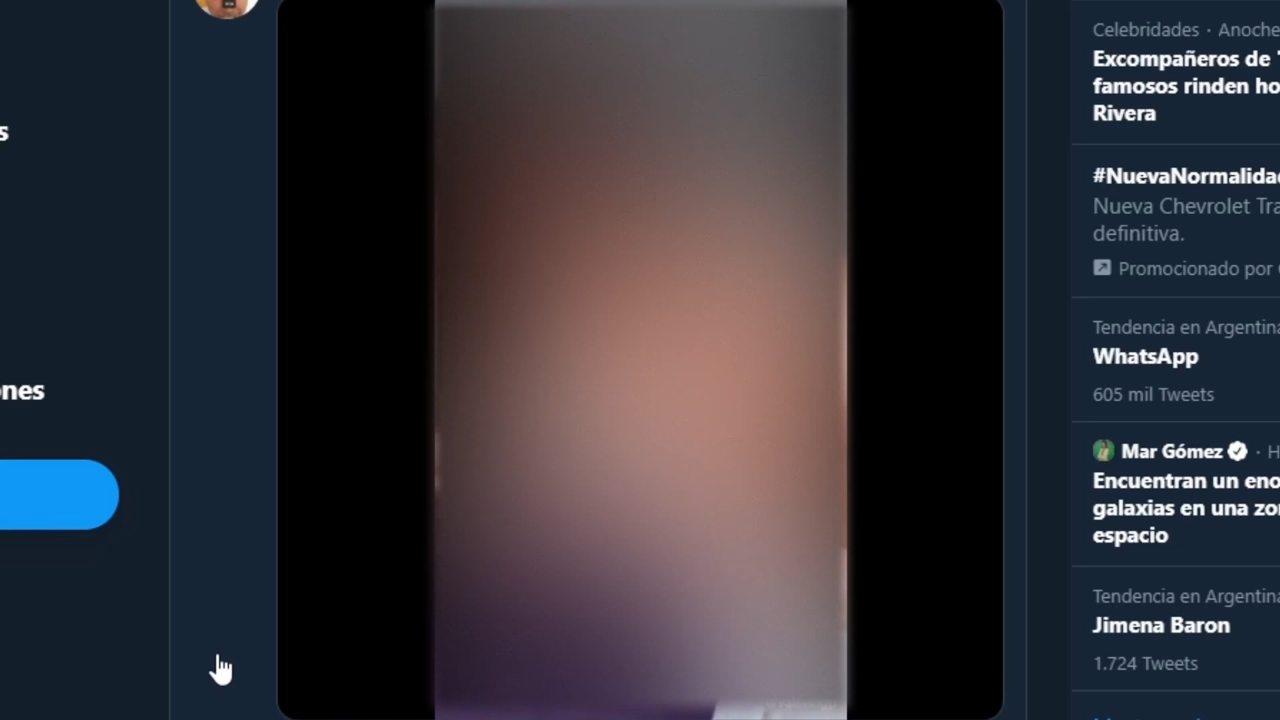 s
ones
Celebridades · Anoche
Excompañeros de
famosos rinden ho
Rivera
#NuevaNormalidad
Nueva Chevrolet Tra
definitiva.
Promocionado por
Tendencia en Argentina
WhatsApp
605 mil Tweets
Mar Gómez · H
Encuentran un eno
galaxias en una zo
espacio
Tendencia en Argentina
Jimena Baron
1.724 Tweets